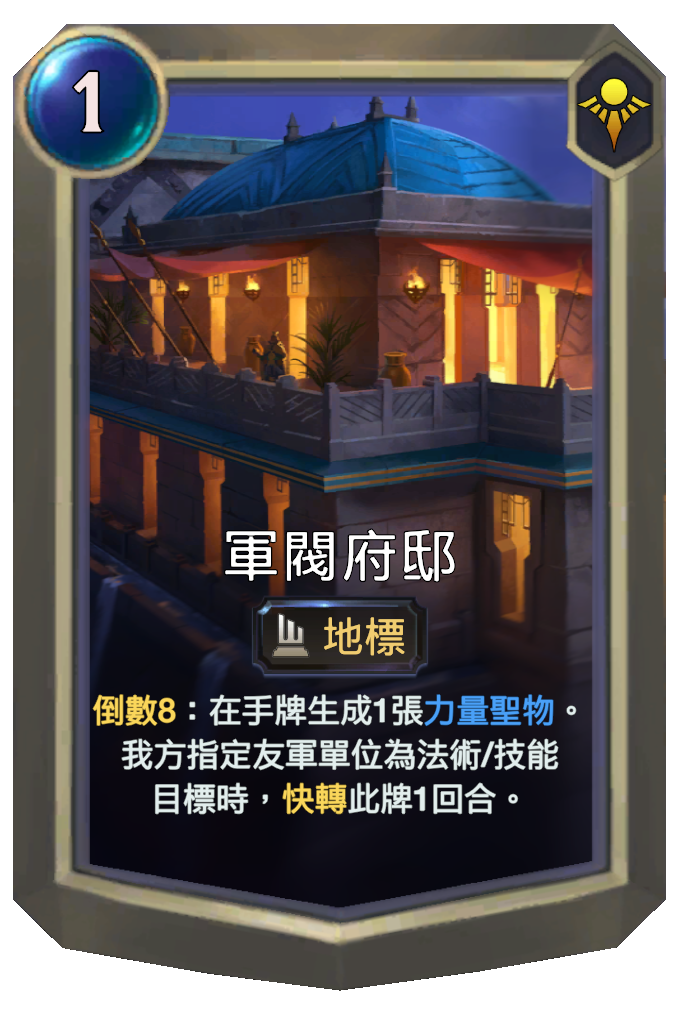 1
軍閥府邸
地標
倒數8：在手牌生成1張力量聖物。
我方指定友軍單位為法術/技能
目標時，快轉此牌1回合。